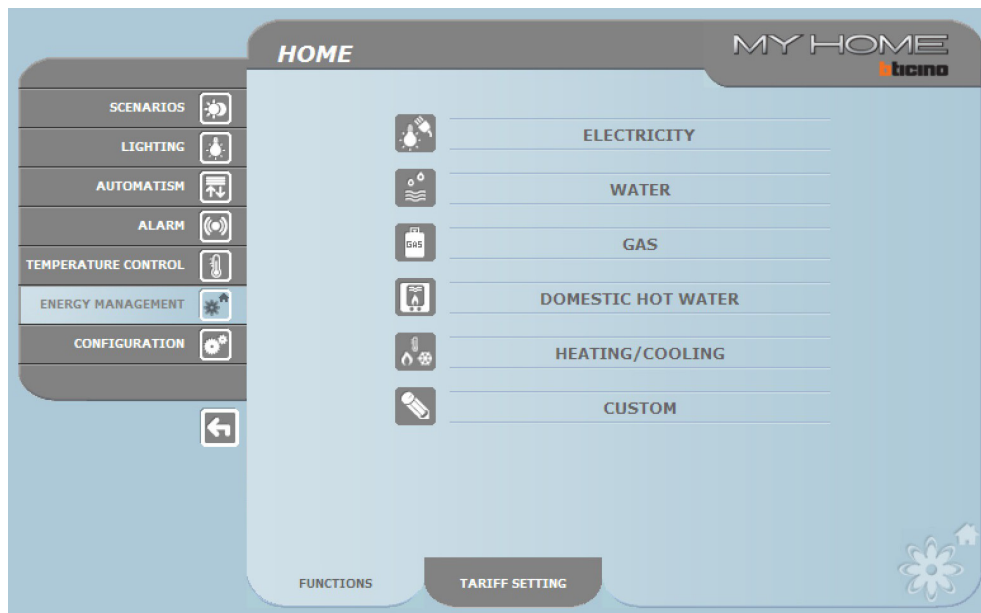 HOME
MY HOME
bticino
SCENARIOS
LIGHTING
AUTOMATISM
ALARM
TEMPERATURE CONTROL
ENERGY MANAGEMENT
CONFIGURATION
ELECTRICITY
WATER
GAS
GAS
DOMESTIC HOT WATER
HEATING/COOLING
CUSTOM
FUNCTIONS
TARIFF SETTING